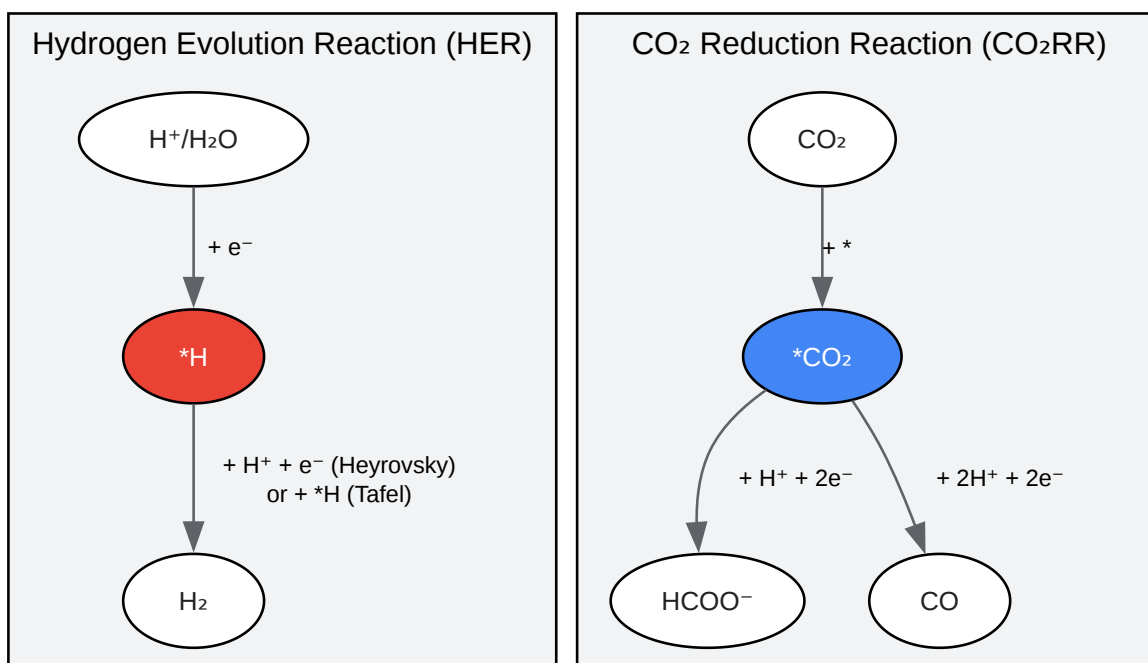 Hydrogen Evolution Reaction (HER)
H⁺/H₂O
+ e⁻
*H
+ H⁺ + e⁻ (Heyrovsky)
or + *H (Tafel)
H₂
CO₂ Reduction Reaction (CO₂RR)
CO₂
+ *
*CO₂
+ H⁺ + 2e⁻
+ 2H⁺ + 2e⁻
HCOO⁻
CO